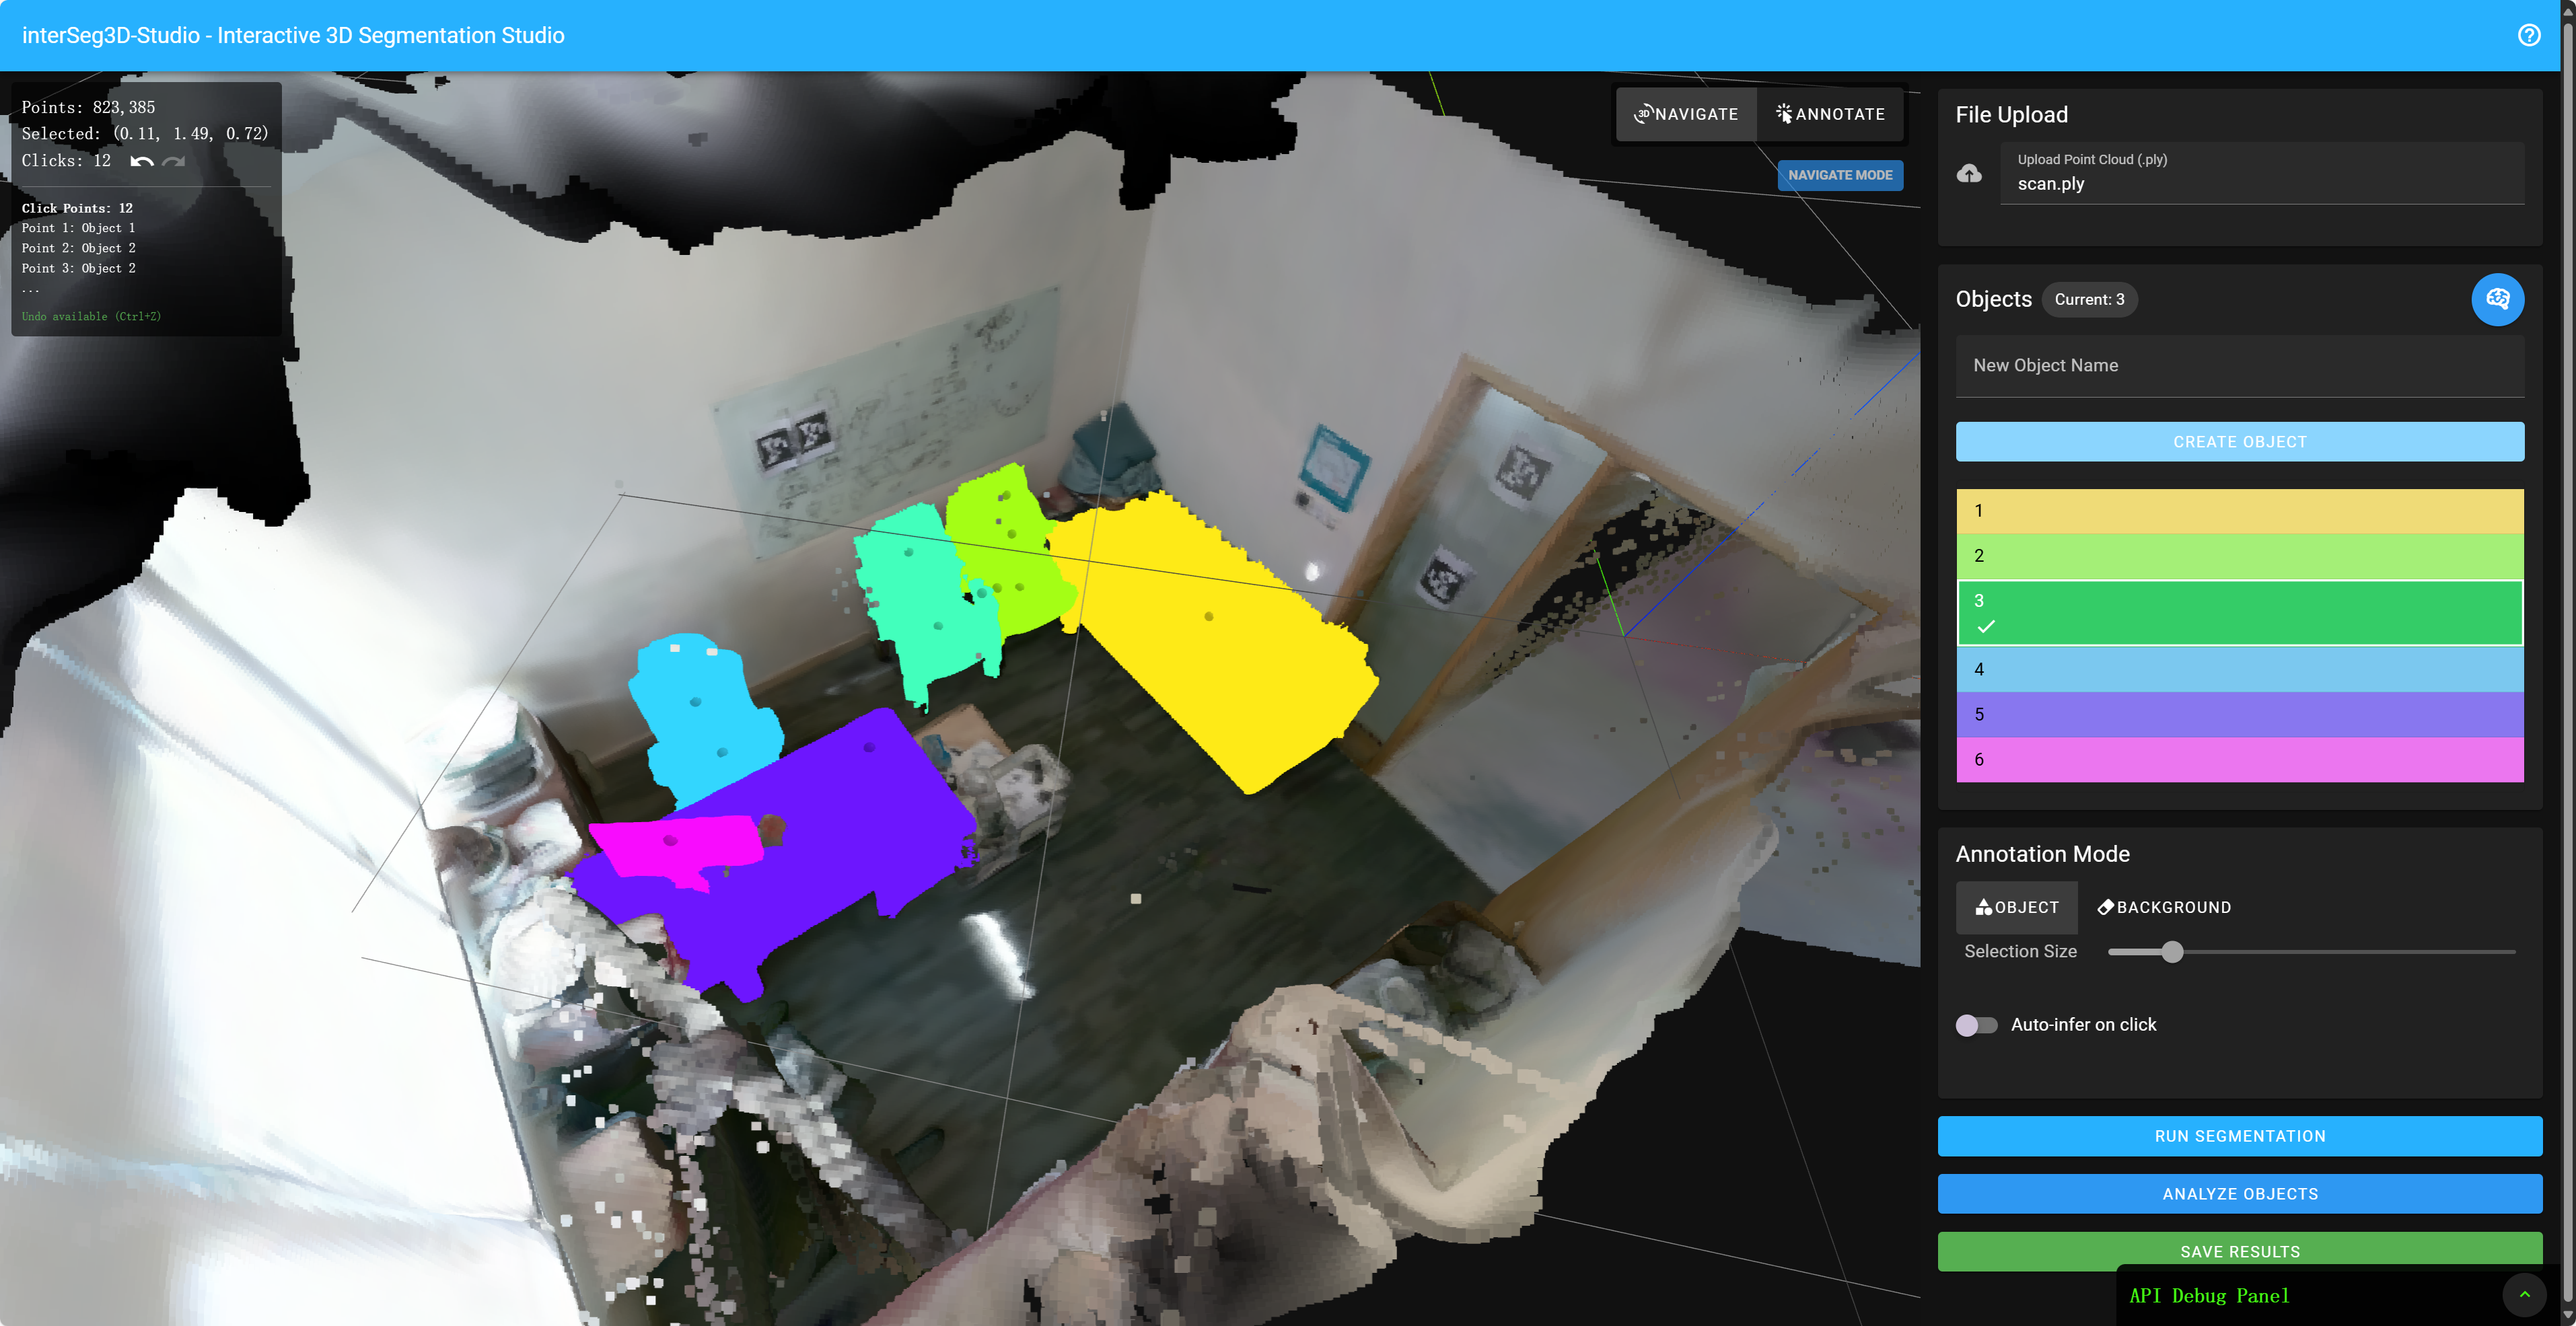 interSeg3D-Studio - Interactive 3D Segmentation Studio
Points: 823,385
Selected: (0.11, 1.49, 0.72)
Clicks: 12
Click Points: 12
Point 1: Object 1
Point 2: Object 2
Point 3: Object 2
...
Undo available (Ctrl+Z)
3D NAVIGATE
ANNOTATE
NAVIGATE MODE
File Upload
Upload Point Cloud (.ply)
scan.ply
Objects
Current: 3
New Object Name
CREATE OBJECT
1
2
3
4
5
6
Annotation Mode
OBJECT
BACKGROUND
Selection Size
Auto-infer on click
RUN SEGMENTATION
ANALYZE OBJECTS
SAVE RESULTS
API Debug Panel